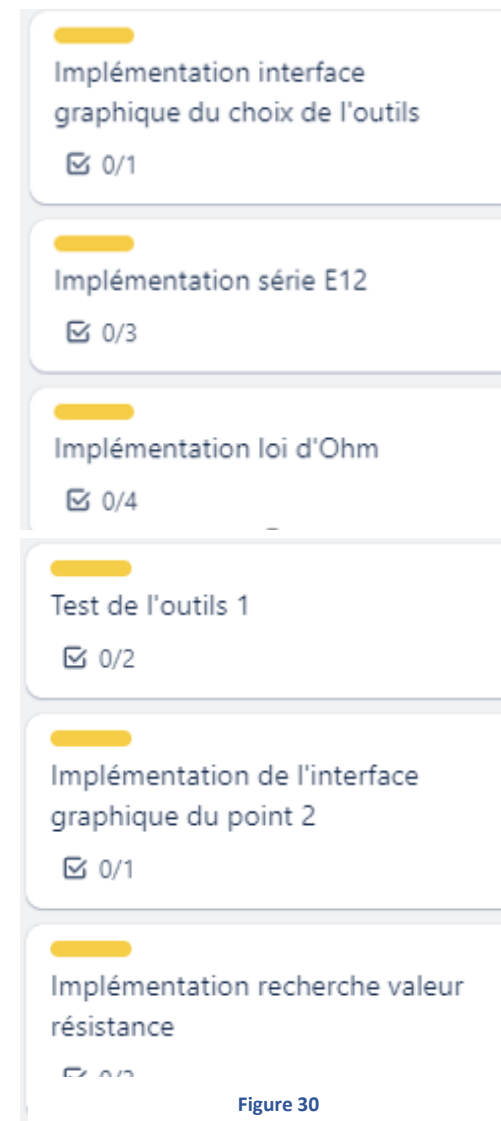 Implémentation interface
graphique du choix de l'outils
0/1
Implémentation série E12
0/3
Implémentation loi d'Ohm
0/4
Test de l'outils 1
0/2
Implémentation de l'interface
graphique du point 2
0/1
Implémentation recherche valeur
résistance
Figure 30